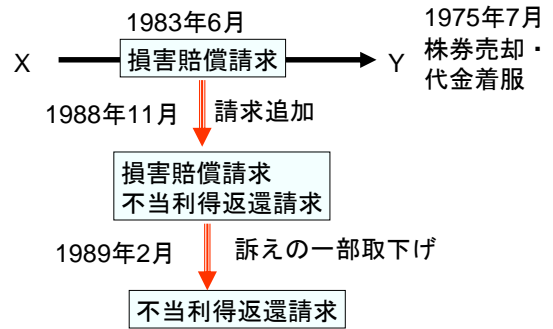 1983年6月
X
損害賠償請求
Y
1975年7月
株券売却・
代金着服
1988年11月
請求追加
損害賠償請求
不当利得返還請求
1989年2月
訴えの一部取下げ
不当利得返還請求